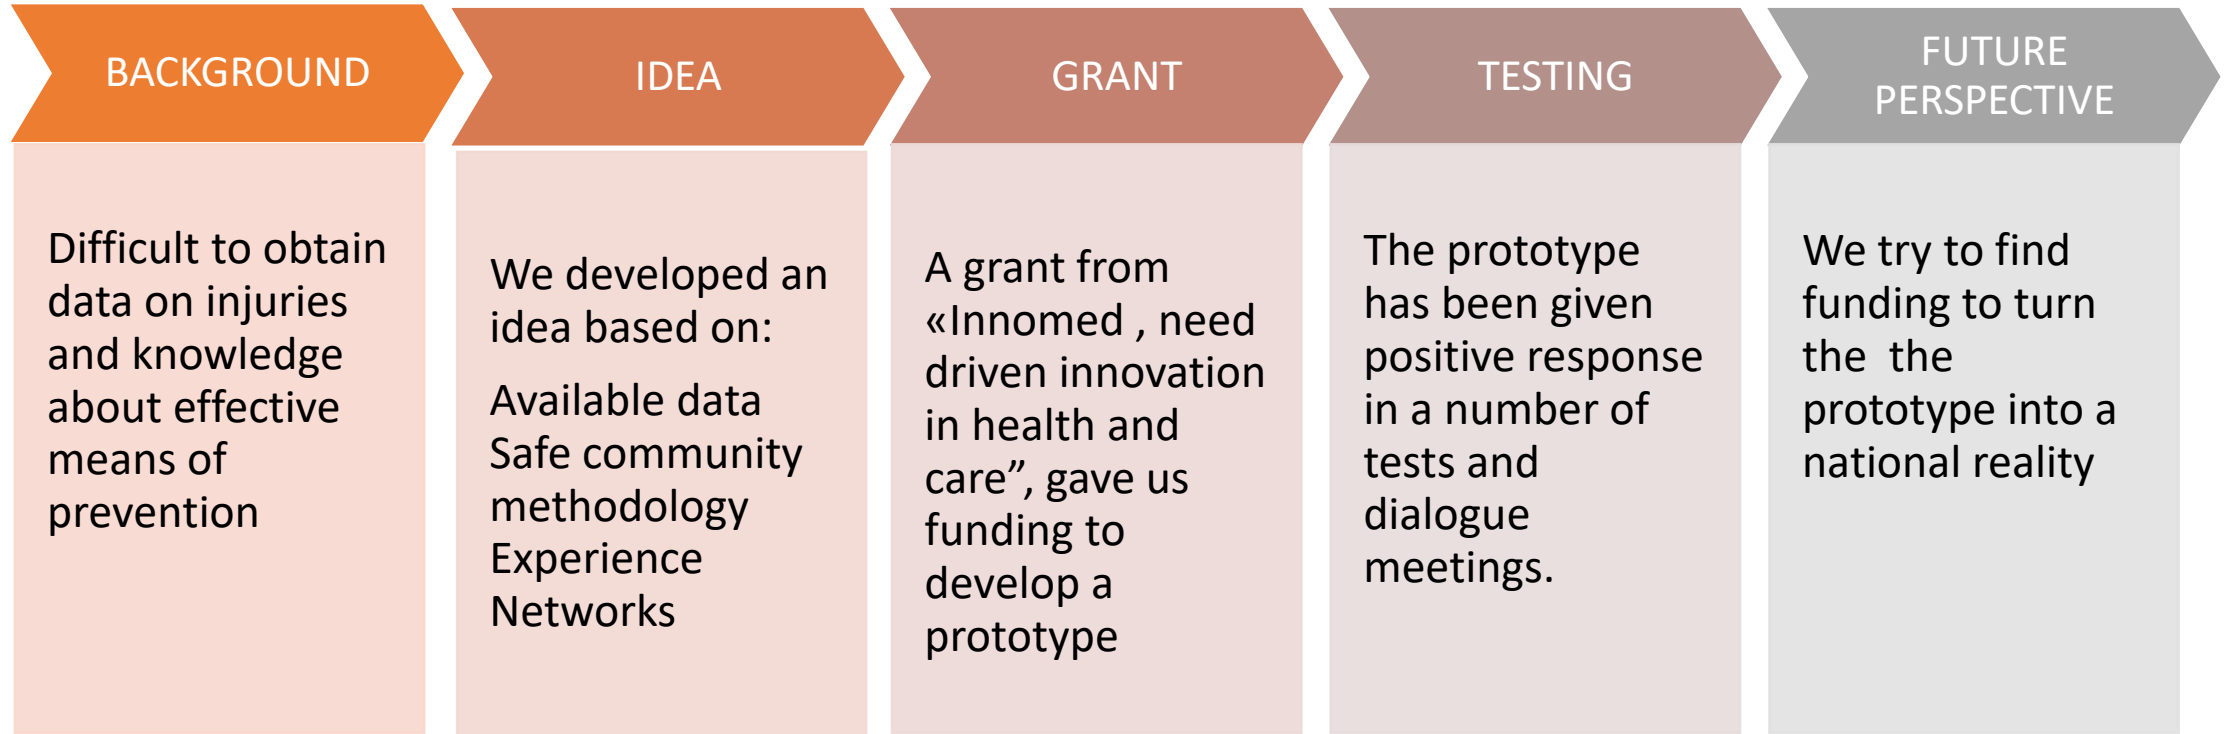 BACKGROUND
Difficult to obtain
data on injuries
and knowledge
about effective
means of
prevention
IDEA
We developed an
idea based on:
Available data
Safe community
methodology
Experience
Networks
GRANT
A grant from
«Innomed , need
driven innovation
in health and
care”, gave us
funding to
develop a
prototype
TESTING
The prototype
has been given
positive response
in a number of
tests and
dialogue
meetings.
FUTURE
PERSPECTIVE
We try to find
funding to turn
the  the
prototype into a
national reality